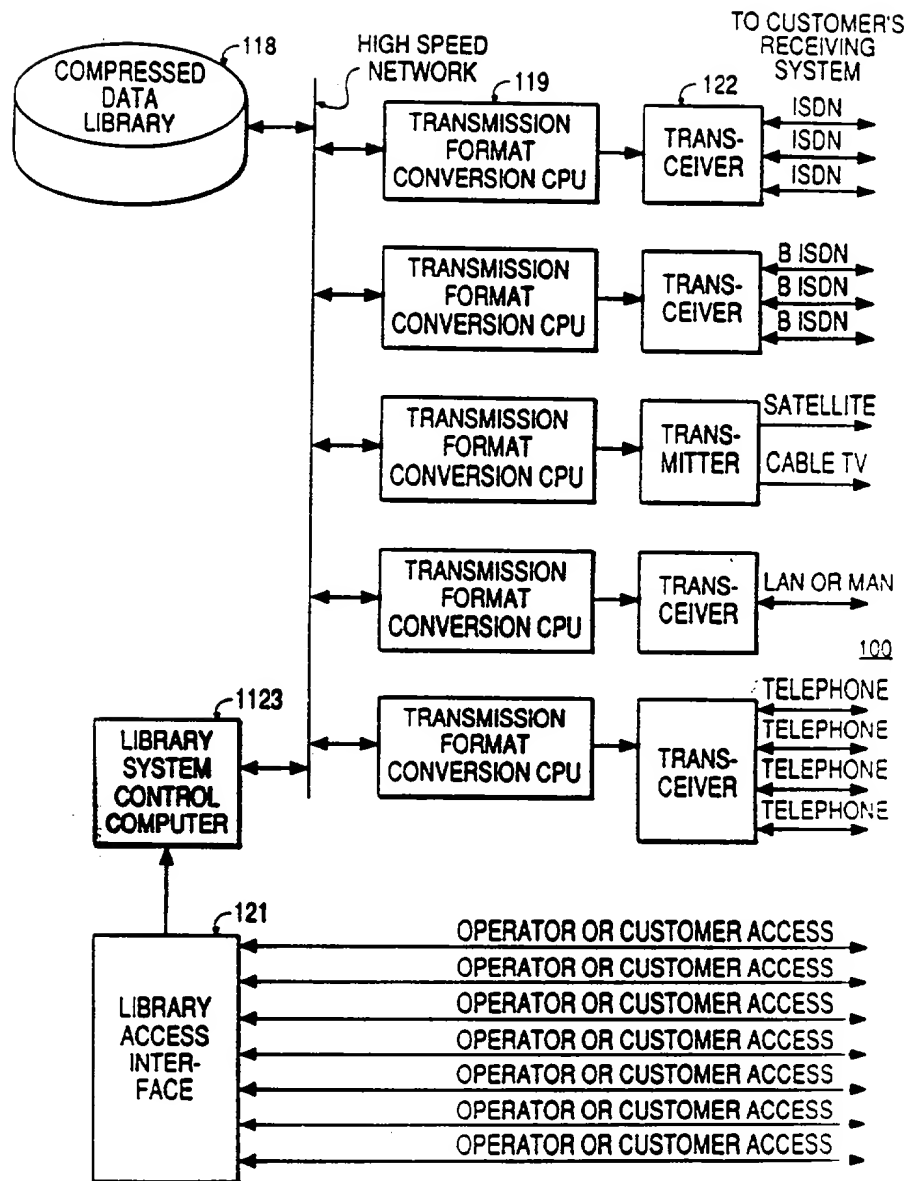 118
COMPRESSED
DATA
LIBRARY
HIGH SPEED
NETWORK
TO CUSTOMER'S
RECEIVING
SYSTEM
119
TRANSMISSION
FORMAT
CONVERSION CPU
122
TRANS-
CEIVER
ISDN
ISDN
ISDN
TRANSMISSION
FORMAT
CONVERSION CPU
TRANS-
CEIVER
B ISDN
B ISDN
B ISDN
TRANSMISSION
FORMAT
CONVERSION CPU
TRANS-
MITTER
SATELLITE
CABLE TV
TRANSMISSION
FORMAT
CONVERSION CPU
TRANS-
CEIVER
LAN OR MAN
100
TRANSMISSION
FORMAT
CONVERSION CPU
TRANS-
CEIVER
TELEPHONE
TELEPHONE
TELEPHONE
TELEPHONE
1123
LIBRARY
SYSTEM
CONTROL
COMPUTER
121
LIBRARY
ACCESS
INTER-
FACE
OPERATOR OR CUSTOMER ACCESS
OPERATOR OR CUSTOMER ACCESS
OPERATOR OR CUSTOMER ACCESS
OPERATOR OR CUSTOMER ACCESS
OPERATOR OR CUSTOMER ACCESS
OPERATOR OR CUSTOMER ACCESS
OPERATOR OR CUSTOMER ACCESS